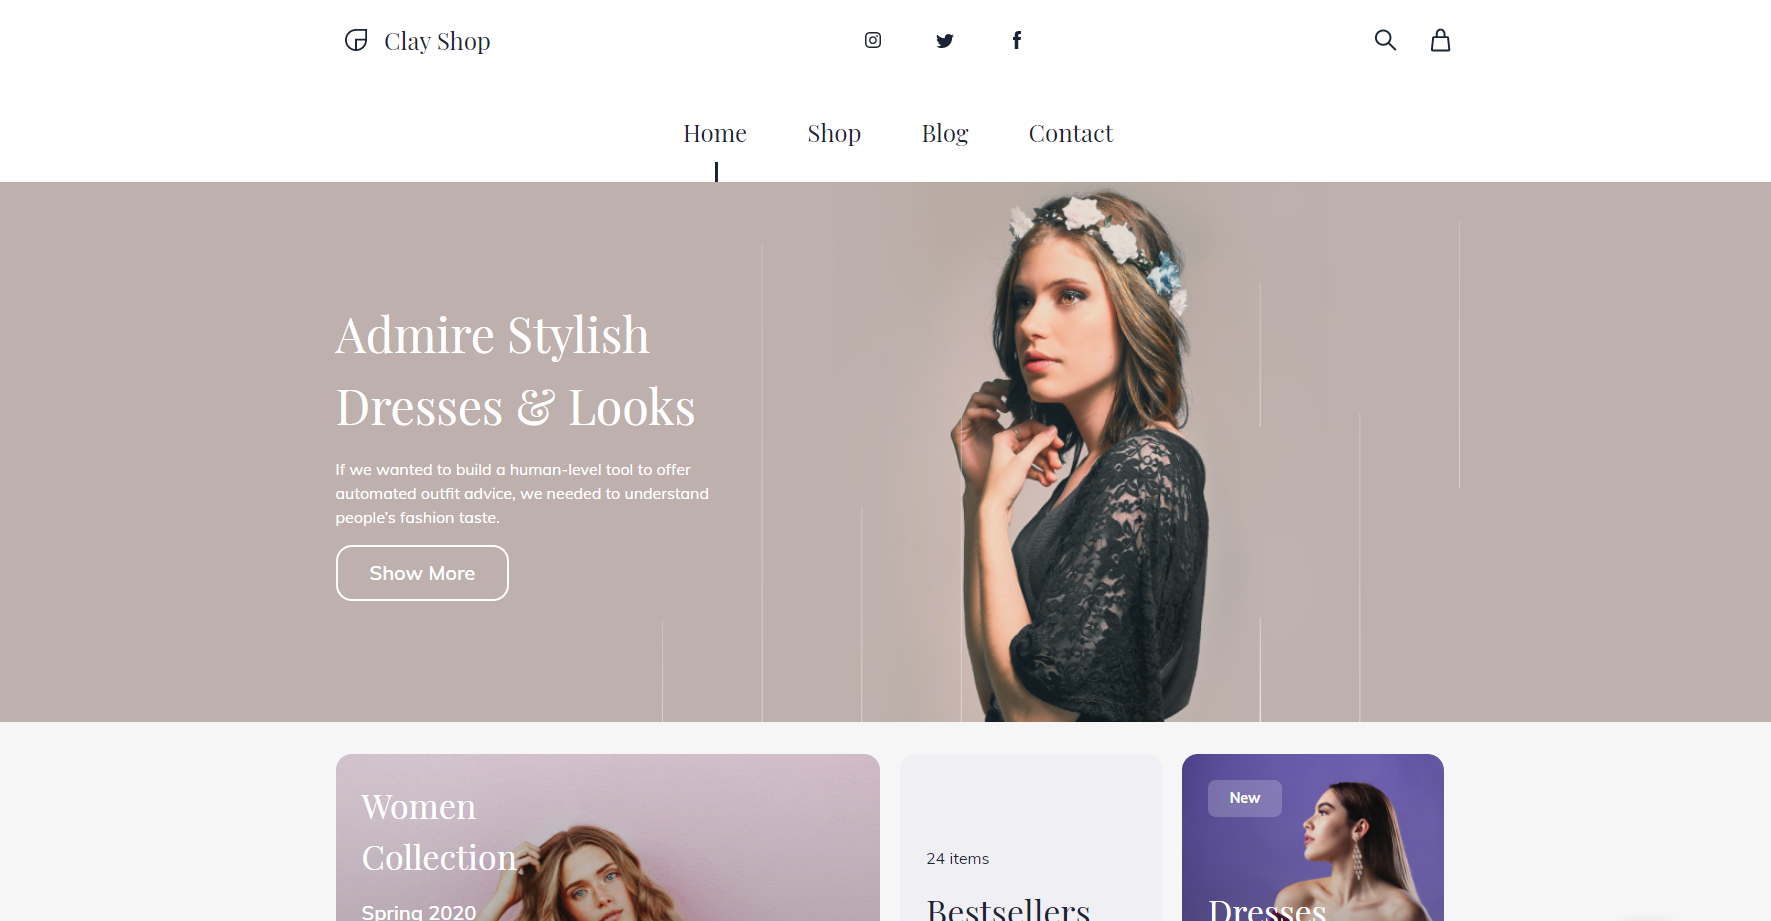 Clay Shop
Home
Shop
Blog
Contact
Admire Stylish
Dresses & Looks
If we wanted to build a human-level tool to offer
automated outfit advice, we needed to understand
people's fashion taste.
Show More
Women
Collection
Spring 2020
24 items
Bestsellers
New
Dresses